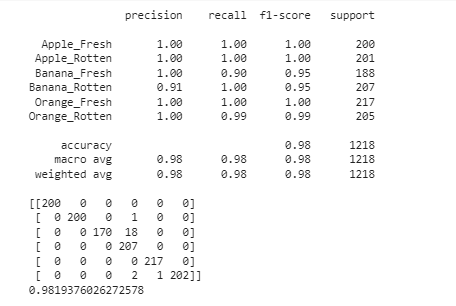 precision recall f1-score support
Apple_Fresh 1.00 1.00 1.00 200
Apple_Rotten 1.00 1.00 1.00 201
Banana_Fresh 1.00 0.90 0.95 188
Banana_Rotten 0.91 1.00 0.95 207
Orange_Fresh 1.00 1.00 1.00 217
Orange_Rotten 1.00 0.99 0.99 205
accuracy 0.98 1218
macro avg 0.98 0.98 0.98 1218
weighted avg 0.98 0.98 0.98 1218
[[200 0 0 0 0 0]
[ 0 200 0 1 0 0]
[ 0 0 170 18 0 0]
[ 0 0 0 207 0 0]
[ 0 0 0 0 217 0]
[ 0 0 0 2 1 202]]
0.9819376026272578